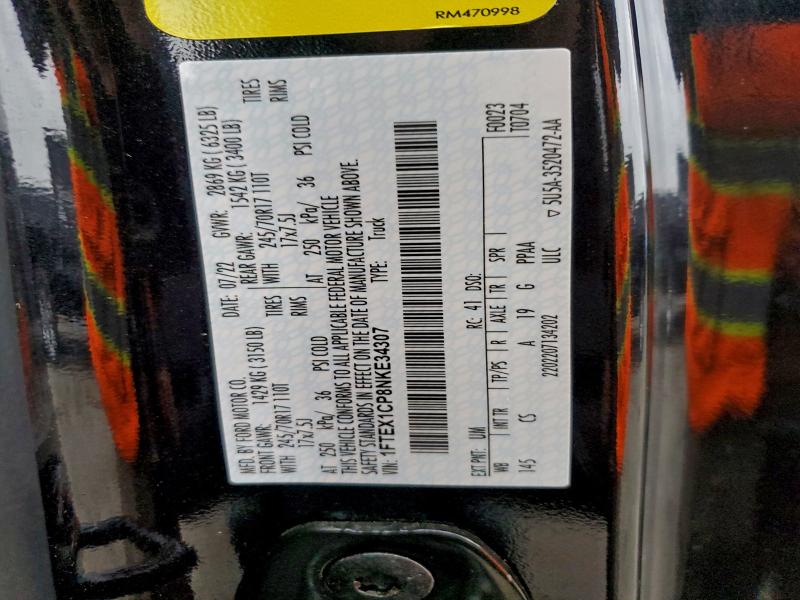 RM470998
MFD. BY FORD MOTOR CO.
DATE: 07/22 GVWR: 2869 KG ( 6325 LB)
FRONT GAWR: 1429 KG (3150 LB) REAR GAWR: 1542 KG ( 3400 LB)
WITH 245/70R17 110T TIRES WITH 245/70R17 110T TIRES
17x7.5J RIMS 17x7.5J RIMS
AT 250 kPa/ 36 PSI COLD AT 250 kPa/ 36 PSI COLD
THIS VEHICLE CONFORMS TO ALL APPLICABLE FEDERAL MOTOR VEHICLE
SAFETY STANDARDS IN EFFECT ON THE DATE OF MANUFACTURE SHOWN ABOVE.
VIN: 1FTEX1CP8NKE34307 TYPE: Truck
EXT PNT: UM RC: 41 DSO: F0023
WB INT TR TP/PS R AXLE TR SPR T0704
145 CS A 19 G PPAA
2202207134202 ULC ▽ 5U5A-3520472-AA